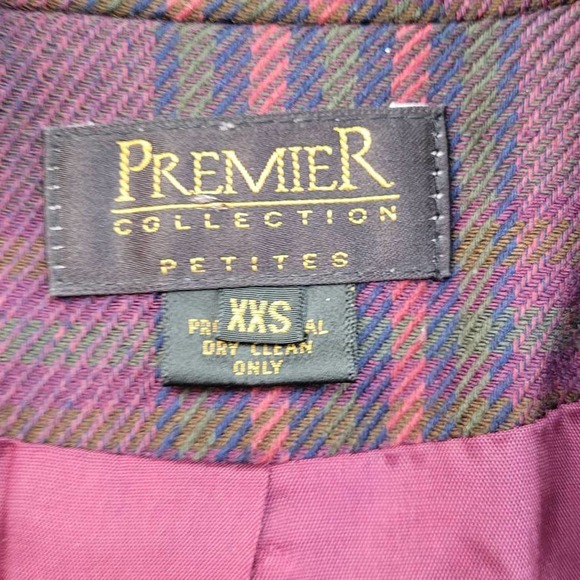 PREMIER
COLLECTION
PETITES
XXS
DRY CLEAN
ONLY